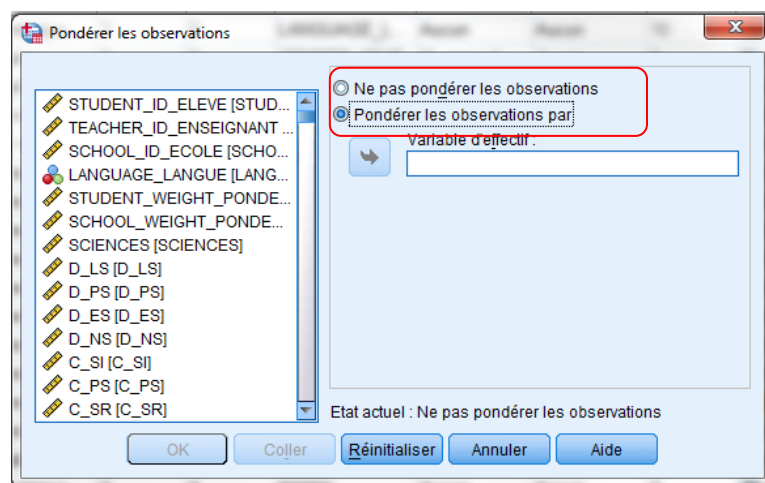 Pondérer les observations
STUDENT_ID_ELEVE [STUD...
TEACHER_ID_ENSEIGNANT ...
SCHOOL_ID_ECOLE [SCHO...
LANGUAGE_LANGUE [LANG...
STUDENT_WEIGHT_PONDE...
SCHOOL_WEIGHT_PONDE...
SCIENCES [SCIENCES]
D_LS [D_LS]
D_PS [D_PS]
D_ES [D_ES]
D_NS [D_NS]
C_SI [C_SI]
C_PS [C_PS]
C_SR [C_SR]
Ne pas pondérer les observations
Pondérer les observations par
Variable d'effectif :
Etat actuel : Ne pas pondérer les observations
OK Coller Réinitialiser Annuler Aide